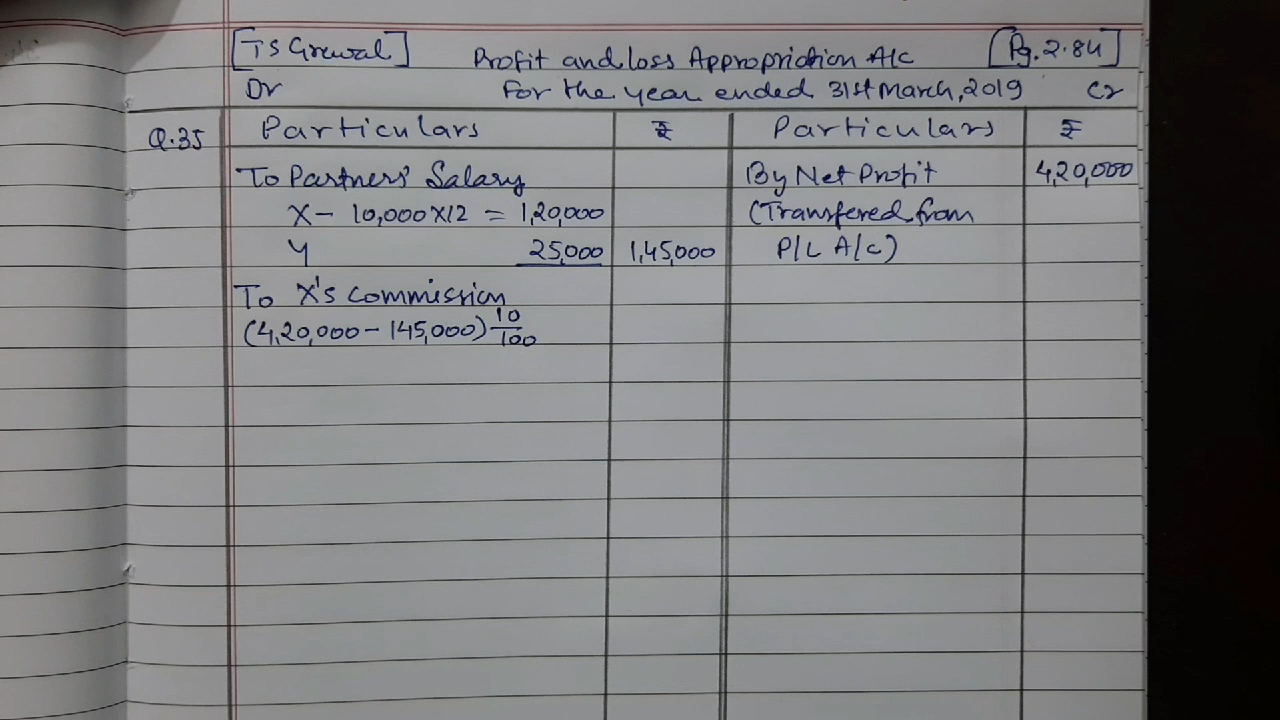 [TS Grewal] Profit and loss Appropriation A/c [Pg. 2.84]
Dr For the year ended 31st March, 2019 Cr
Q.35 Particulars ₹ Particulars ₹
To Partners' Salary By Net Profit 4,20,000
X - 10,000 X 12 = 1,20,000 (Transfered from
Y 25,000 1,45,000 P/L A/c)
To X's Commission
(4,20,000 - 145,000) 10/100